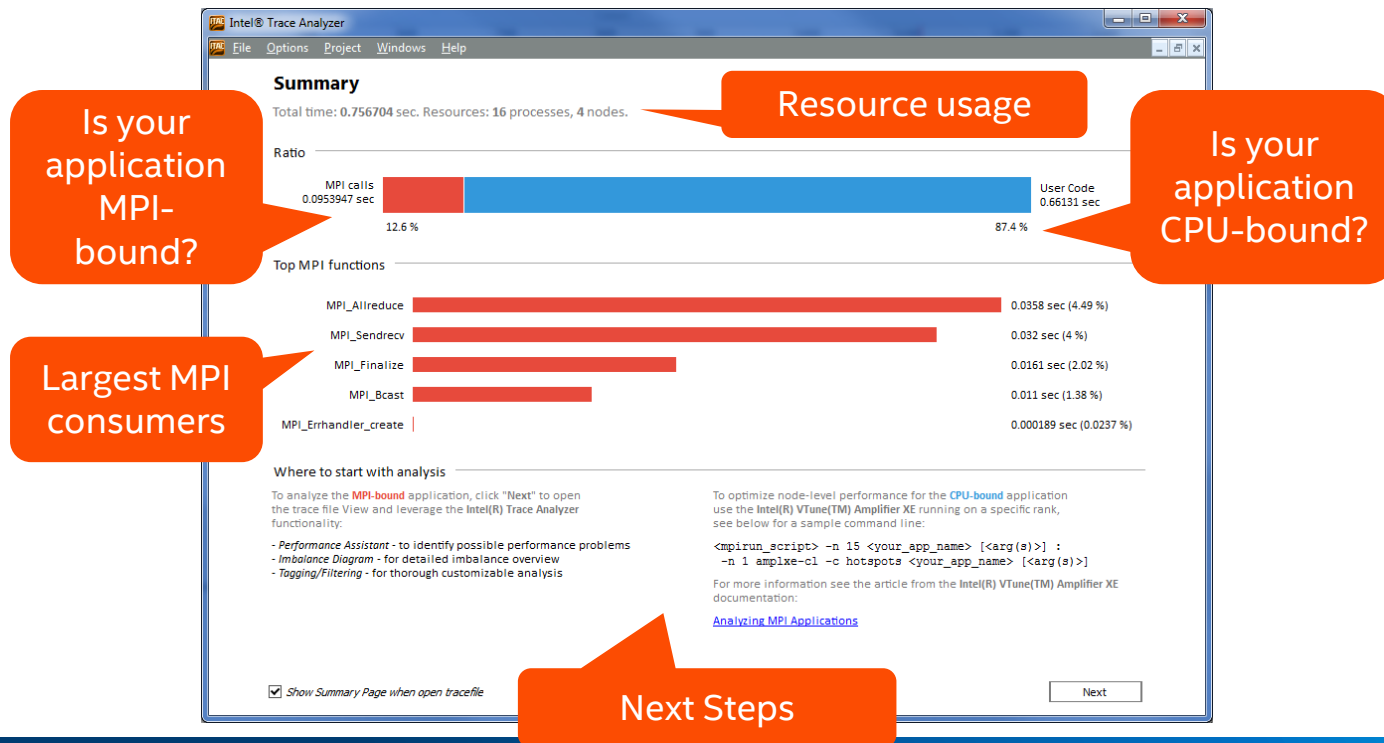 Intel® Trace Analyzer
File Options Project Windows Help
Summary
Total time: 0.756704 sec. Resources: 16 processes, 4 nodes.
Resource usage
Is your
application
MPI-
bound?
Is your
application
CPU-bound?
Ratio
MPI calls
0.0953947 sec
User Code
0.66131 sec
12.6 %
87.4 %
Top MPI functions
MPI_Allreduce 0.0358 sec (4.49 %)
MPI_Sendrecv 0.032 sec (4 %)
MPI_Finalize 0.0161 sec (2.02 %)
MPI_Bcast 0.011 sec (1.38 %)
MPI_Errhandler_create 0.000189 sec (0.0237 %)
Largest MPI
consumers
Where to start with analysis
To analyze the MPI-bound application, click "Next" to open
the trace file View and leverage the Intel(R) Trace Analyzer
functionality:
- Performance Assistant - to identify possible performance problems
- Imbalance Diagram - for detailed imbalance overview
- Tagging/Filtering - for thorough customizable analysis
To optimize node-level performance for the CPU-bound application
use the Intel(R) VTune(TM) Amplifier XE running on a specific rank,
see below for a sample command line:
<mpirun_script> -n 15 <your_app_name> [<arg(s)>] :
-n 1 amplxe-cl -c hotspots <your_app_name> [<arg(s)>]
For more information see the article from the Intel(R) VTune(TM) Amplifier XE
documentation:
Analyzing MPI Applications
Show Summary Page when open tracefile
Next Steps
Next